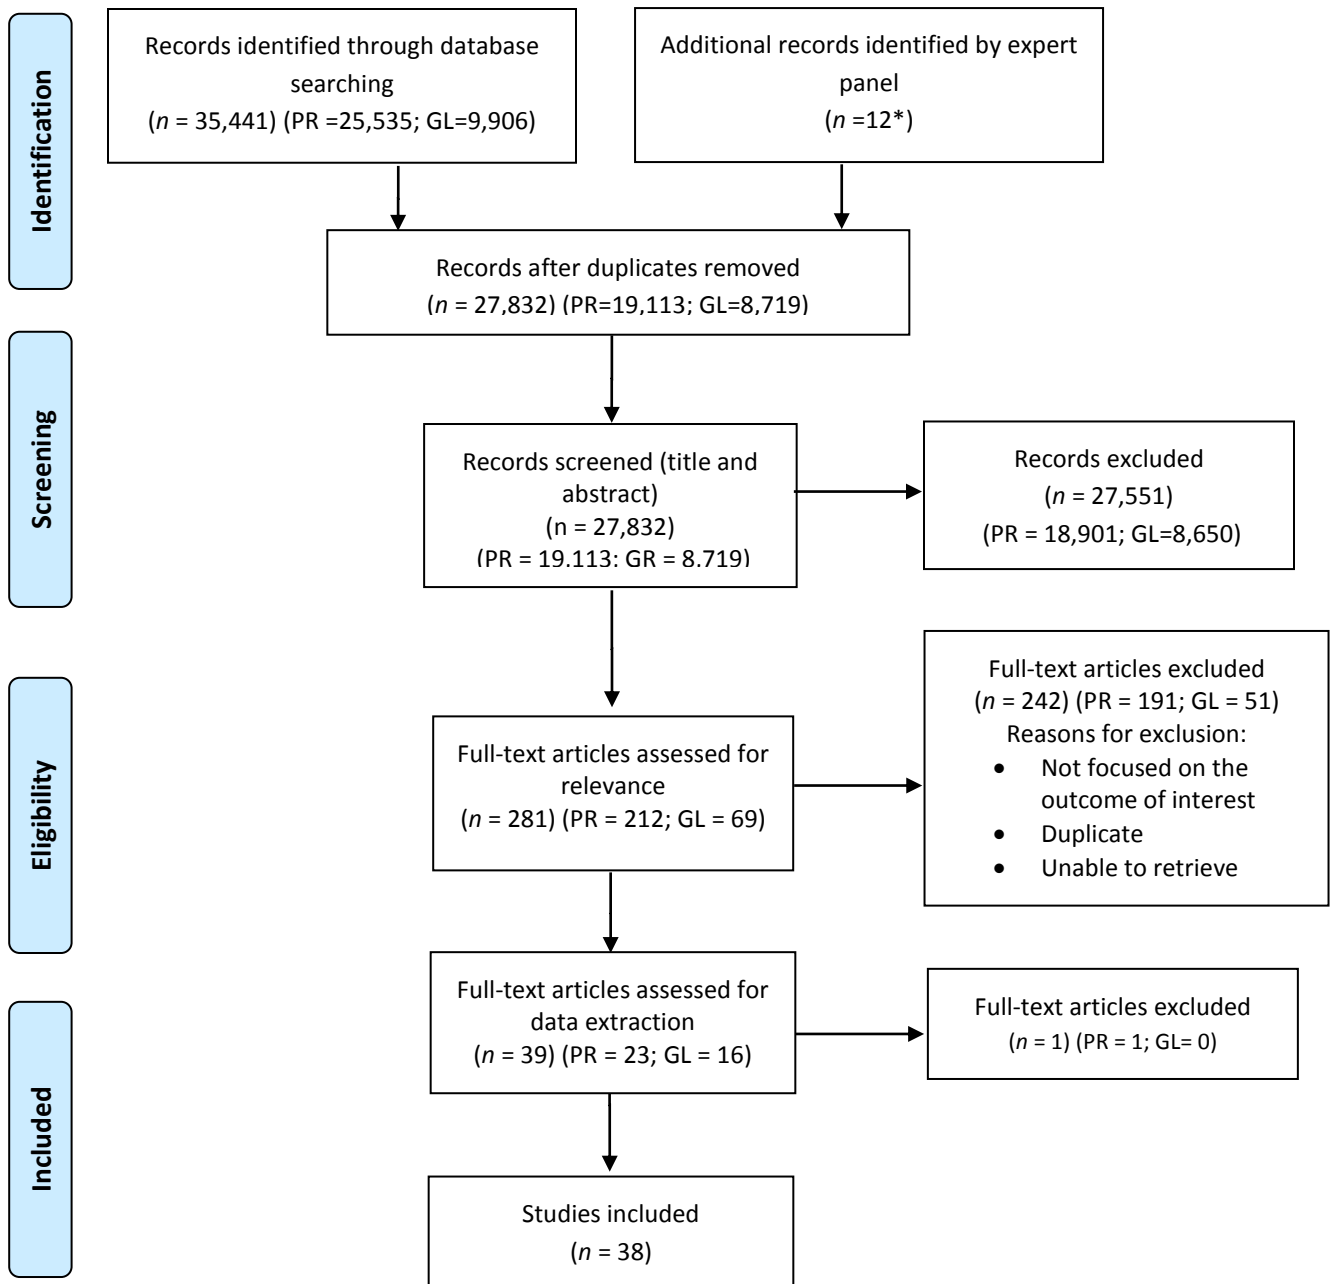 Identification
Records identified through database
searching
(n = 35,441) (PR =25,535; GL=9,906)
Additional records identified by expert
panel
(n =12*)
Records after duplicates removed
(n = 27,832) (PR=19,113; GL=8,719)
Screening
Records screened (title and
abstract)
(n = 27,832)
(PR = 19.113; GR = 8.719)
Records excluded
(n = 27,551)
(PR = 18,901; GL=8,650)
Eligibility
Full-text articles assessed for
relevance
(n = 281) (PR = 212; GL = 69)
Full-text articles excluded
(n = 242) (PR = 191; GL = 51)
Reasons for exclusion:
• Not focused on the
outcome of interest
• Duplicate
• Unable to retrieve
Included
Full-text articles assessed for
data extraction
(n = 39) (PR = 23; GL = 16)
Full-text articles excluded
(n = 1) (PR = 1; GL= 0)
Studies included
(n = 38)